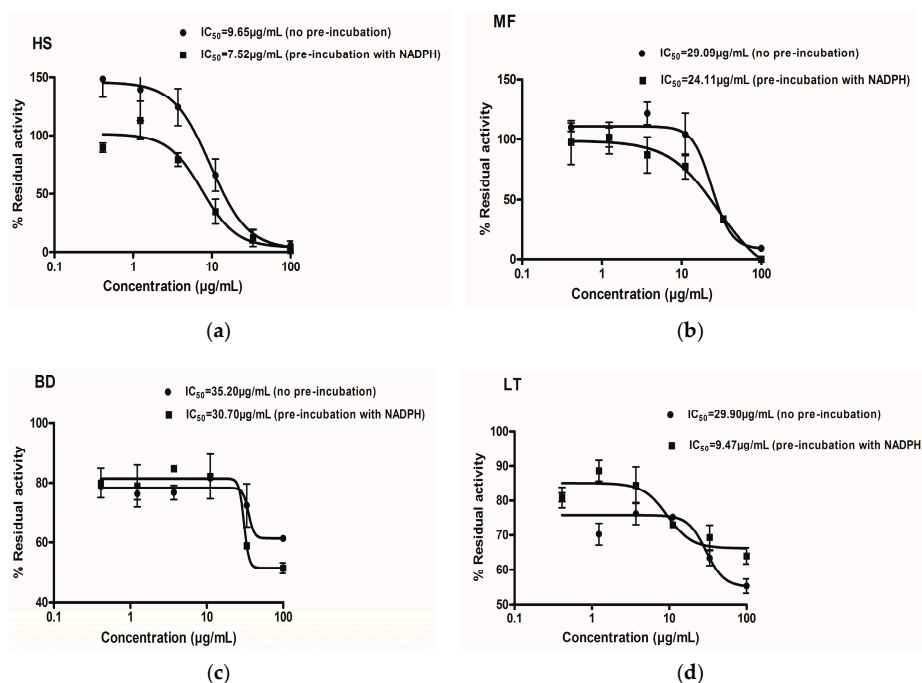 HS
IC50=9.65µg/mL (no pre-incubation)
IC50=7.52µg/mL (pre-incubation with NADPH)
% Residual activity
150
100
50
0
0.1
1
10
100
Concentration (µg/mL)
(a)
MF
IC50=29.09µg/mL (no pre-incubation)
IC50=24.11µg/mL (pre-incubation with NADPH)
% Residual activity
150
100
50
0
0.1
1
10
100
Concentration (µg/mL)
(b)
BD
IC50=35.20µg/mL (no pre-incubation)
IC50=30.70µg/mL (pre-incubation with NADPH)
% Residual activity
100
80
60
40
0.1
1
10
100
Concentration (µg/mL)
(c)
LT
IC50=29.90µg/mL (no pre-incubation)
IC50=9.47µg/mL (pre-incubation with NADPH
% Residual activity
100
90
80
70
60
50
0.1
1
10
100
Concentration (µg/mL)
(d)